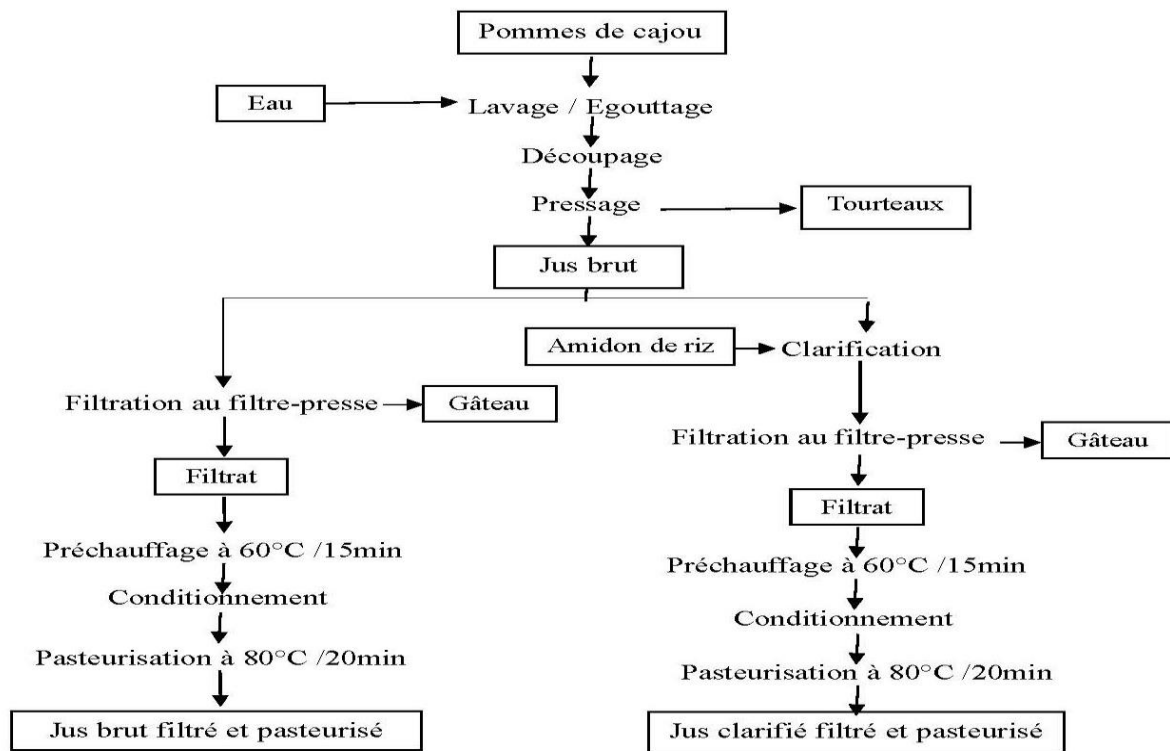 Pommes de cajou
Eau
Lavage / Egouttage
Découpage
Pressage
Tourteaux
Jus brut
Amidon de riz
Clarification
Filtration au filtre-presse
Gâteau
Filtrat
Préchauffage à 60°C /15min
Conditionnement
Pasteurisation à 80°C /20min
Jus brut filtré et pasteurisé
Filtration au filtre-presse
Gâteau
Filtrat
Préchauffage à 60°C /15min
Conditionnement
Pasteurisation à 80°C /20min
Jus clarifié filtré et pasteurisé